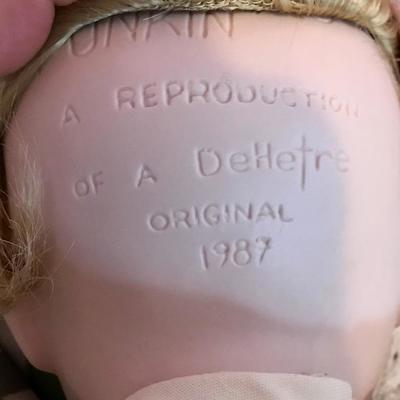 A REPRODUCTION
OF A DeHetre
ORIGINAL
1987